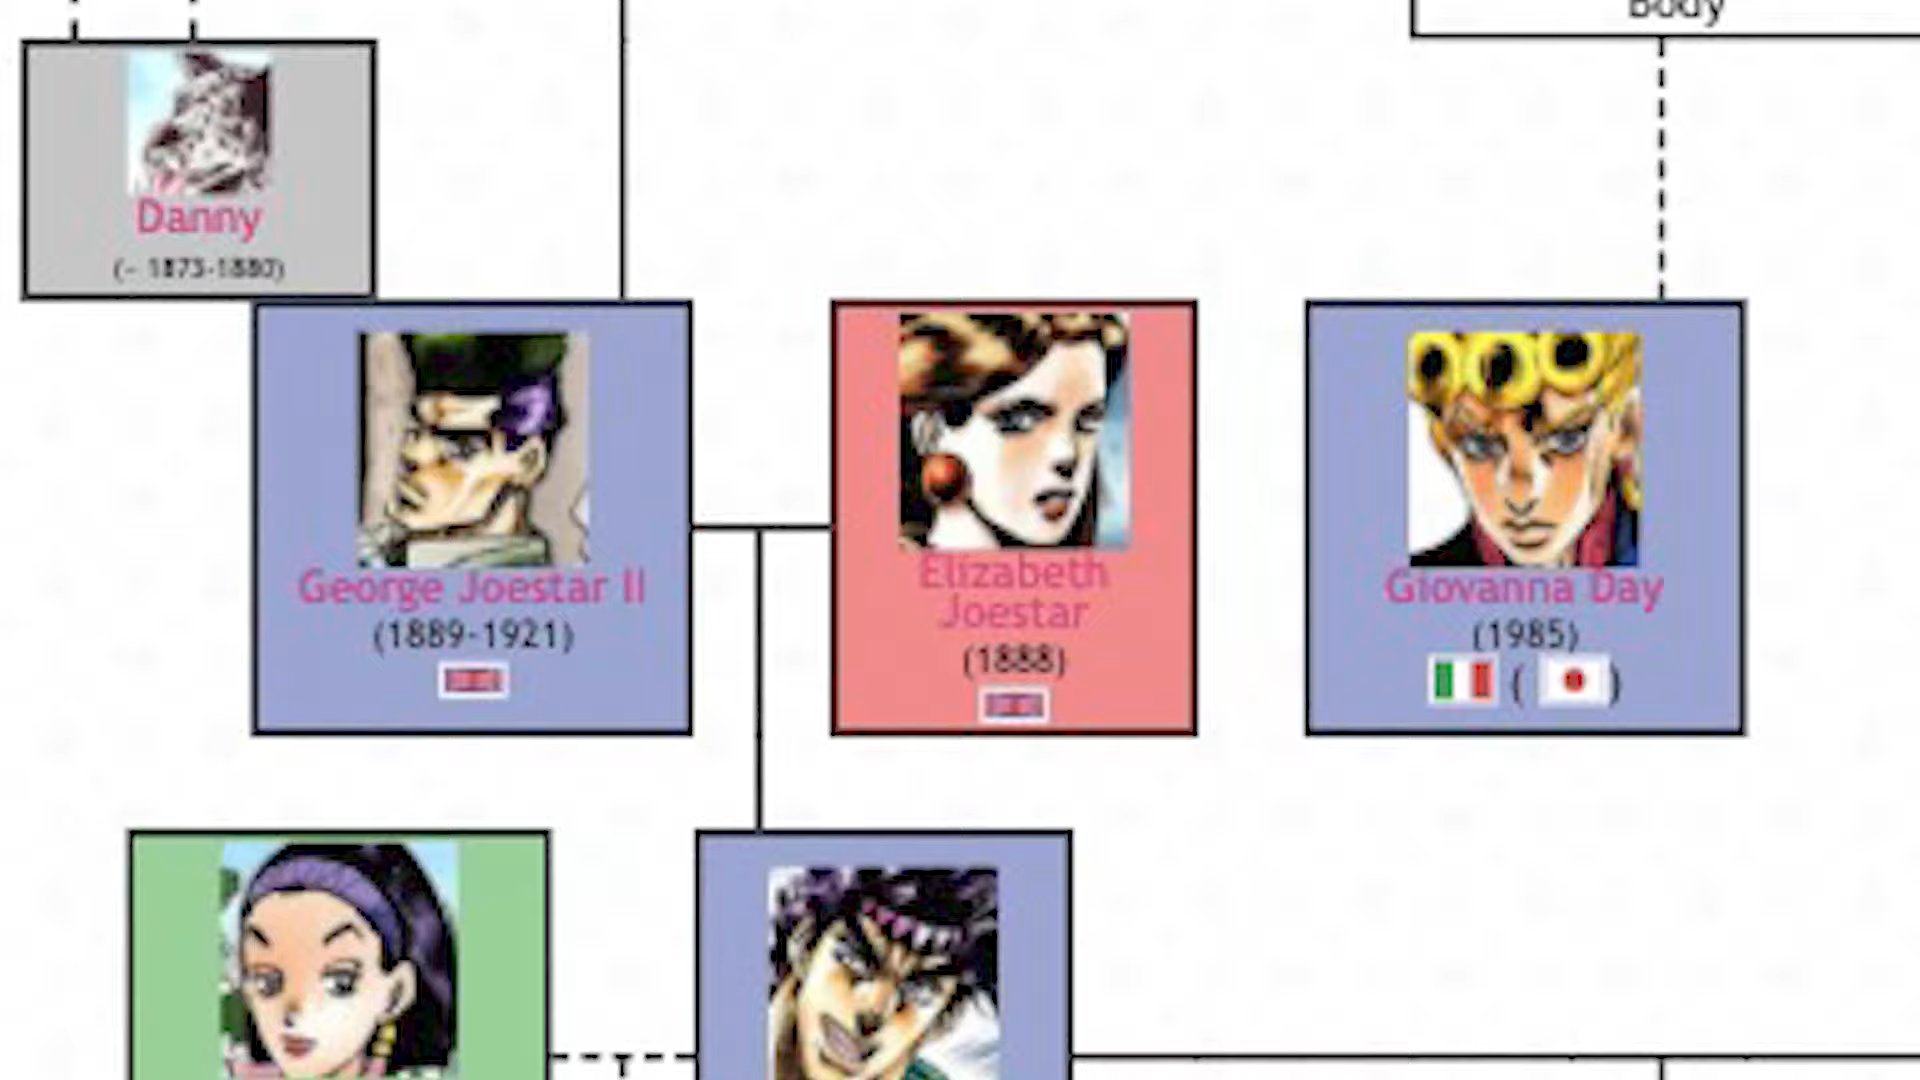 Body
Danny
(~ 1873-1880)
George Joestar II
(1889-1921)
Elizabeth
Joestar
(1888)
Giovanna Day
(1985)
( )